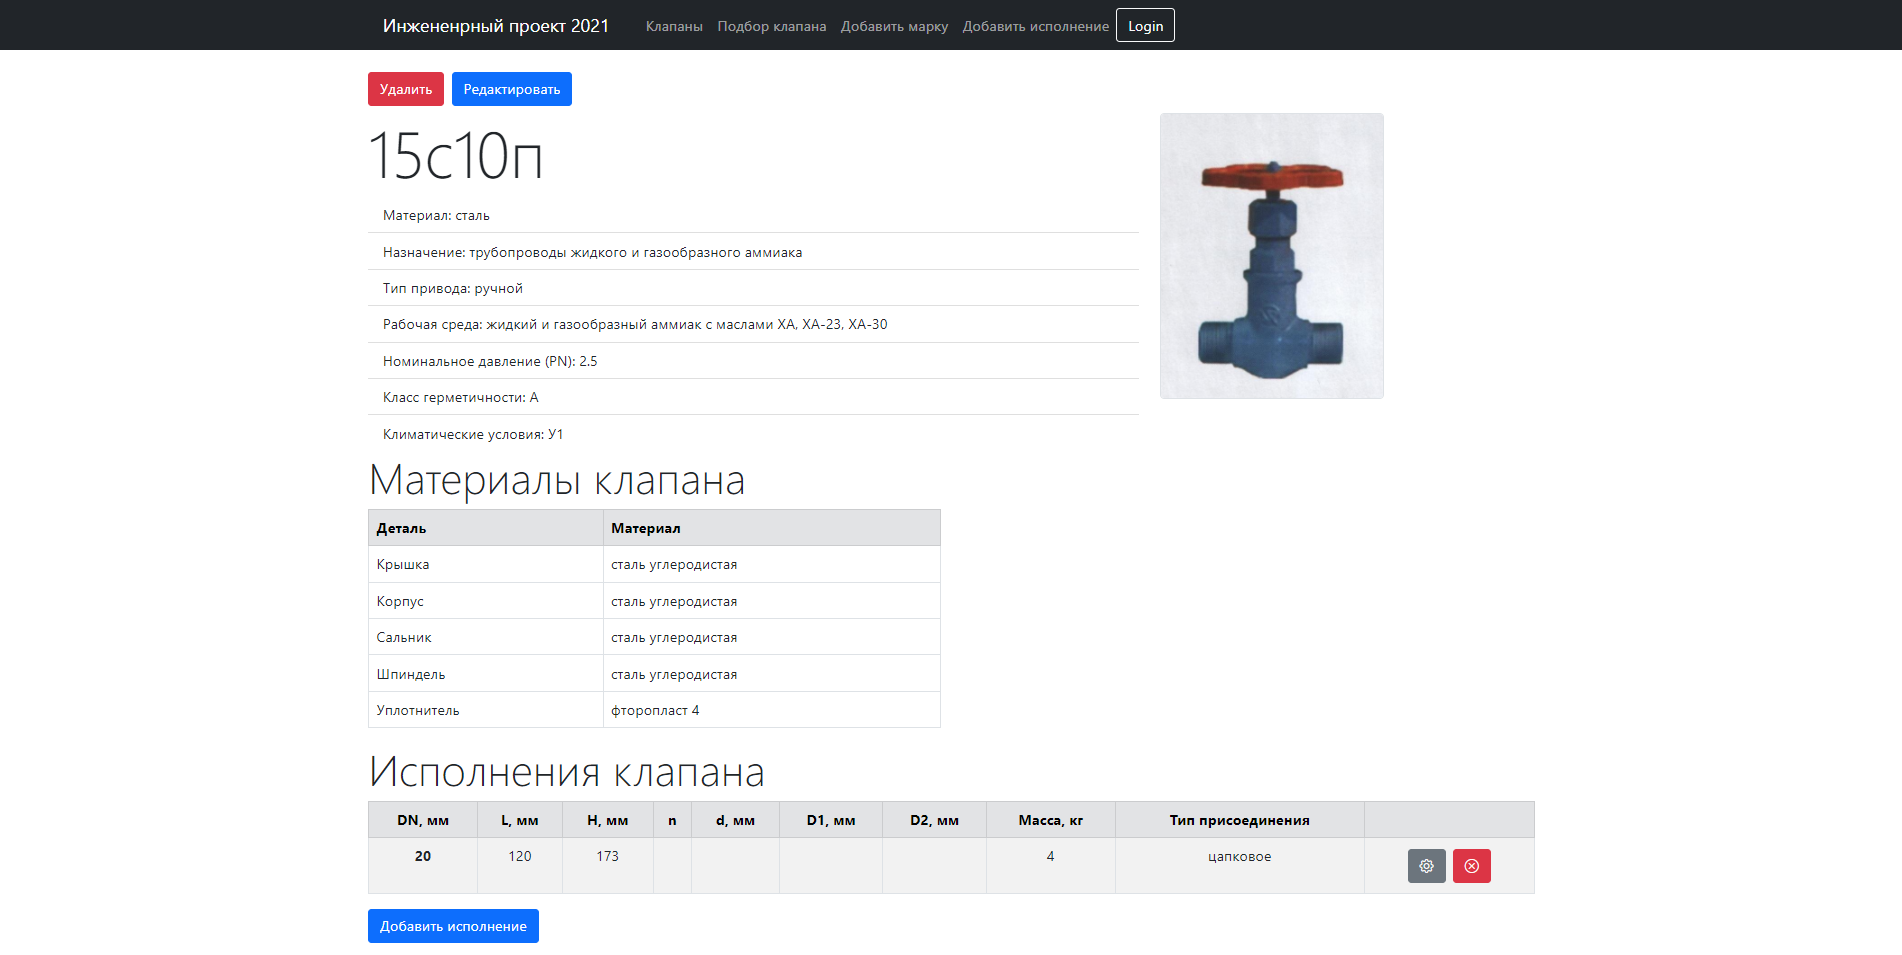 Инжененрный проект 2021 Клапаны Подбор клапана Добавить марку Добавить исполнение Login
Удалить Редактировать
15с10п
Материал: сталь
Назначение: трубопроводы жидкого и газообразного аммиака
Тип привода: ручной
Рабочая среда: жидкий и газообразный аммиак с маслами ХА, ХА-23, ХА-30
Номинальное давление (PN): 2.5
Класс герметичности: А
Климатические условия: У1
Материалы клапана
Деталь Материал
Крышка сталь углеродистая
Корпус сталь углеродистая
Сальник сталь углеродистая
Шпиндель сталь углеродистая
Уплотнитель фторопласт 4
Исполнения клапана
DN, мм L, мм H, мм n d, мм D1, мм D2, мм Масса, кг Тип присоединения
20 120 173 4 цапковое
Добавить исполнение